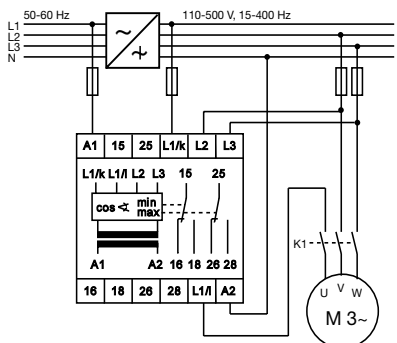 50-60 Hz 110-500 V, 15-400 Hz
L1
L2
L3
N
A1 15 25 L1/k L2 L3
L1/k L1/l L2 L3 15 25
cos ∢ min
max
A1 A2 16 18 26 28
16 18 26 28 L1/l A2
K1
U V W
M 3~